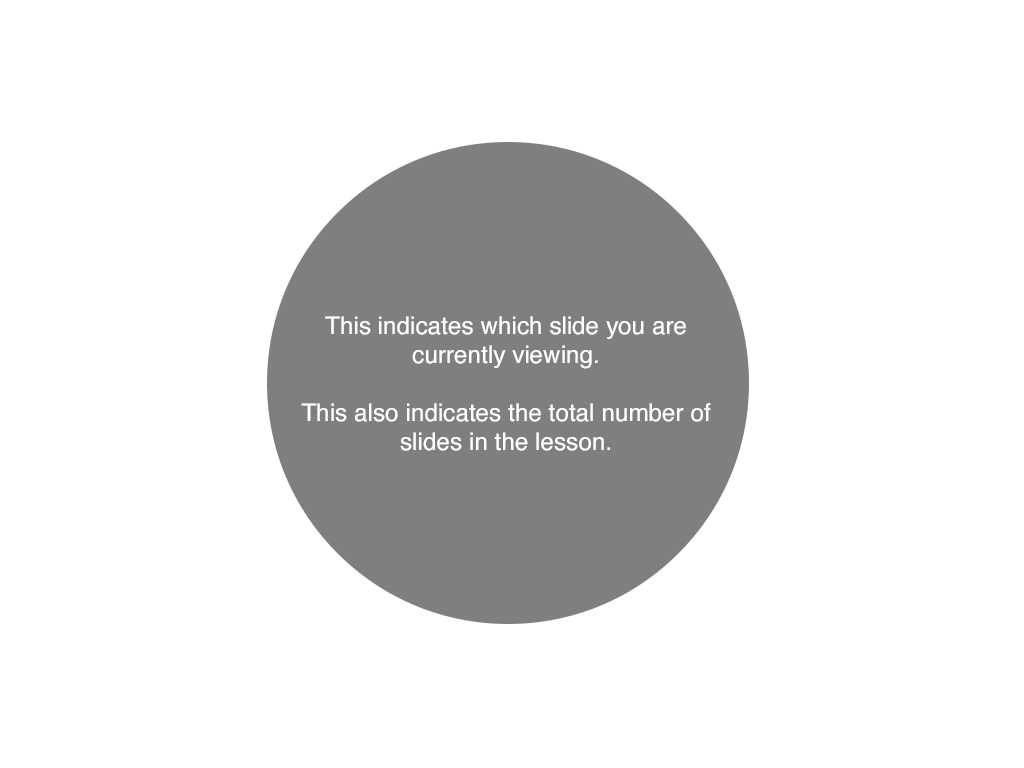 This indicates which slide you are
currently viewing.
This also indicates the total number of
slides in the lesson.